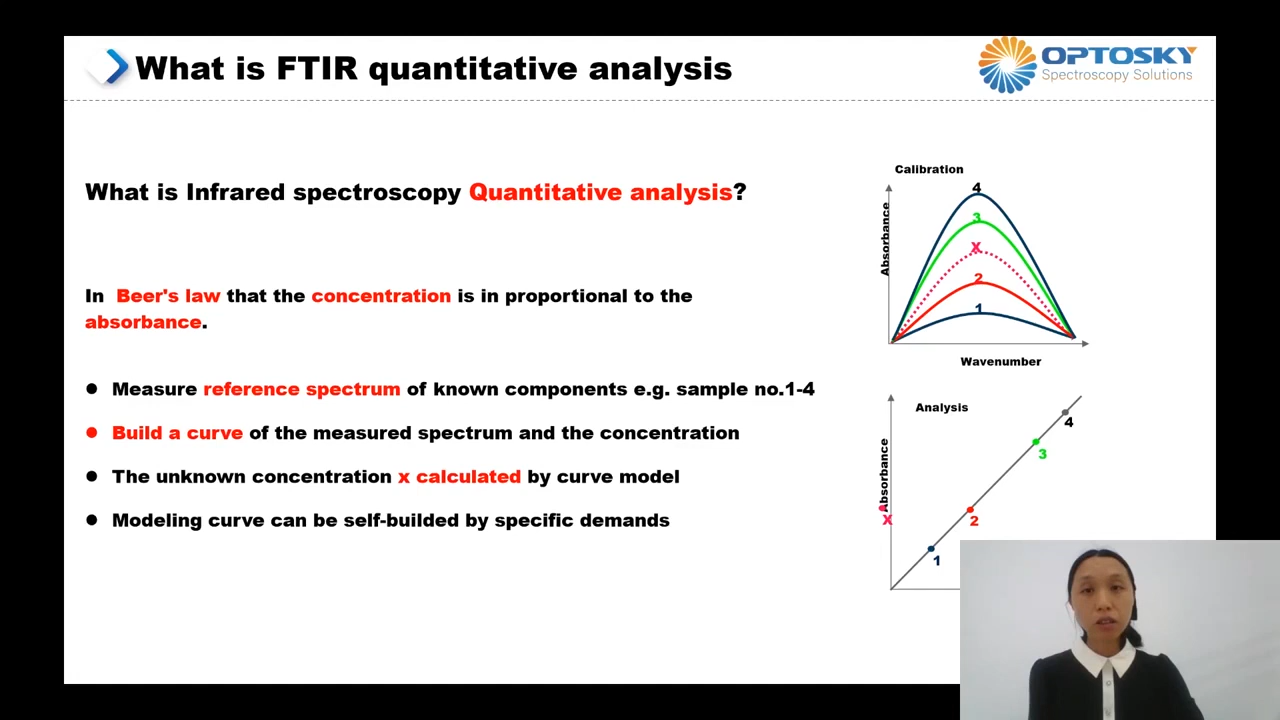 What is FTIR quantitative analysis
OPTOSKY
Spectroscopy Solutions
What is Infrared spectroscopy Quantitative analysis?
In Beer's law that the concentration is in proportional to the
absorbance.
Measure reference spectrum of known components e.g. sample no.1-4
Build a curve of the measured spectrum and the concentration
The unknown concentration x calculated by curve model
Modeling curve can be self-builded by specific demands
Calibration
Absorbance
4
3
X
2
1
Wavenumber
Analysis
Absorbance
4
3
X
2
1